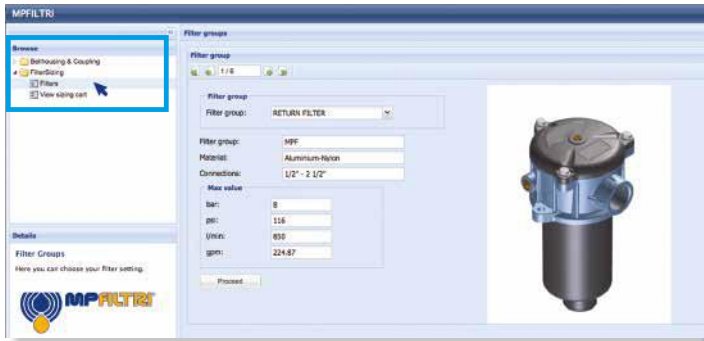 MPFILTRI
Browse
Bellhousing & Coupling
FilterSizing
Filters
View sizing cart
Details
Filter Groups
Here you can choose your filter setting.
MPFILTRI
Filter groups
Filter group
1/6
Filter group
Filter group: RETURN FILTER
Filter group: MPF
Material: Aluminium-Nylon
Connections: 1/2" - 2 1/2"
Max value
bar: 8
psi: 116
l/min: 850
gpm: 224.87
Proceed